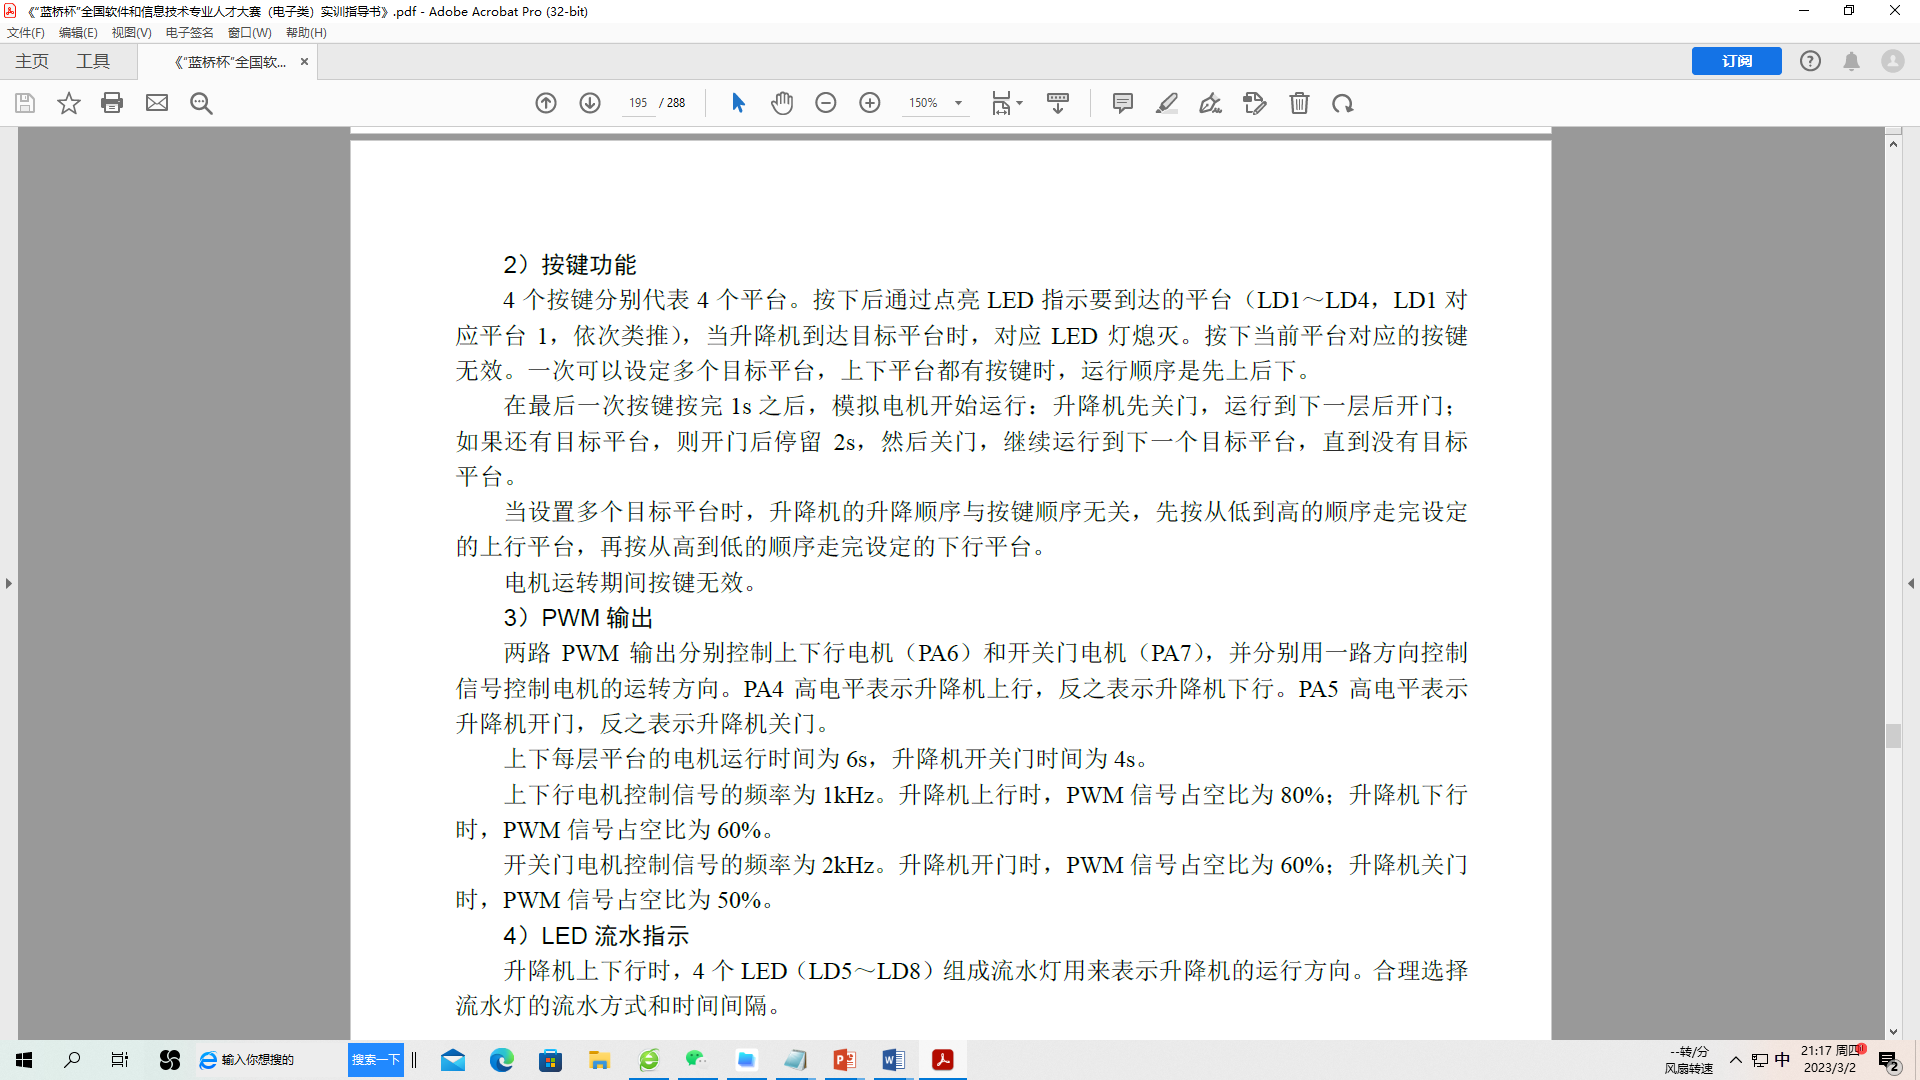 《“蓝桥杯”全国软件和信息技术专业人才大赛（电子类）实训指导书》.pdf - Adobe Acrobat Pro (32-bit)
文件(F) 编辑(E) 视图(V) 电子签名 窗口(W) 帮助(H)
主页 工具 《“蓝桥杯”全国软... × 订阅
195 / 288 150%
2）按键功能
4 个按键分别代表 4 个平台。按下后通过点亮 LED 指示要到达的平台（LD1～LD4，LD1 对
应平台 1，依次类推），当升降机到达目标平台时，对应 LED 灯熄灭。按下当前平台对应的按键
无效。一次可以设定多个目标平台，上下平台都有按键时，运行顺序是先上后下。
在最后一次按键按完 1s 之后，模拟电机开始运行：升降机先关门，运行到下一层后开门；
如果还有目标平台，则开门后停留 2s，然后关门，继续运行到下一个目标平台，直到没有目标
平台。
当设置多个目标平台时，升降机的升降顺序与按键顺序无关，先按从低到高的顺序走完设定
的上行平台，再按从高到低的顺序走完设定的下行平台。
电机运转期间按键无效。
3）PWM 输出
两路 PWM 输出分别控制上下行电机（PA6）和开关门电机（PA7），并分别用一路方向控制
信号控制电机的运转方向。PA4 高电平表示升降机上行，反之表示升降机下行。PA5 高电平表示
升降机开门，反之表示升降机关门。
上下每层平台的电机运行时间为 6s，升降机开关门时间为 4s。
上下行电机控制信号的频率为 1kHz。升降机上行时，PWM 信号占空比为 80%；升降机下行
时，PWM 信号占空比为 60%。
开关门电机控制信号的频率为 2kHz。升降机开门时，PWM 信号占空比为 60%；升降机关门
时，PWM 信号占空比为 50%。
4）LED 流水指示
升降机上下行时，4 个 LED（LD5～LD8）组成流水灯用来表示升降机的运行方向。合理选择
流水灯的流水方式和时间间隔。
输入你想搜的 搜索一下 --转/分 中 21:17 周四
风扇转速 2023/3/2 2